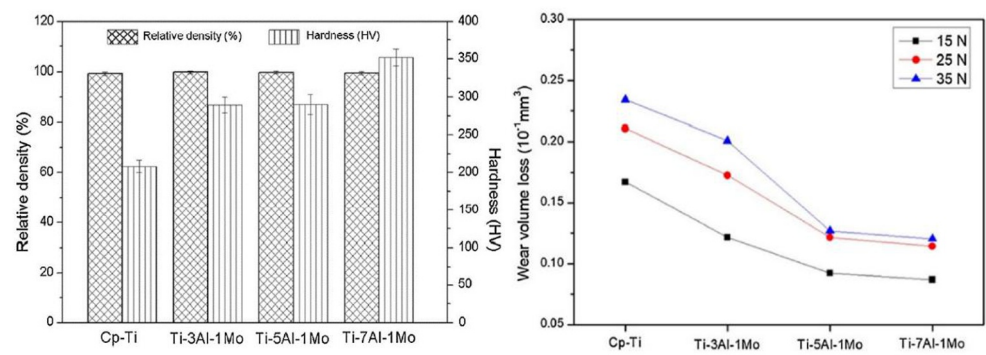 Relative density (%)
Hardness (HV)
120
100
80
60
40
20
0
Relative density (%)
400
350
300
250
200
150
100
50
0
Hardness (HV)
Cp-Ti
Ti-3Al-1Mo
Ti-5Al-1Mo
Ti-7Al-1Mo
0.30
0.25
0.20
0.15
0.10
0.05
Wear volume loss (10⁻¹mm³)
15 N
25 N
35 N
Cp-Ti
Ti-3Al-1Mo
Ti-5Al-1Mo
Ti-7Al-1Mo